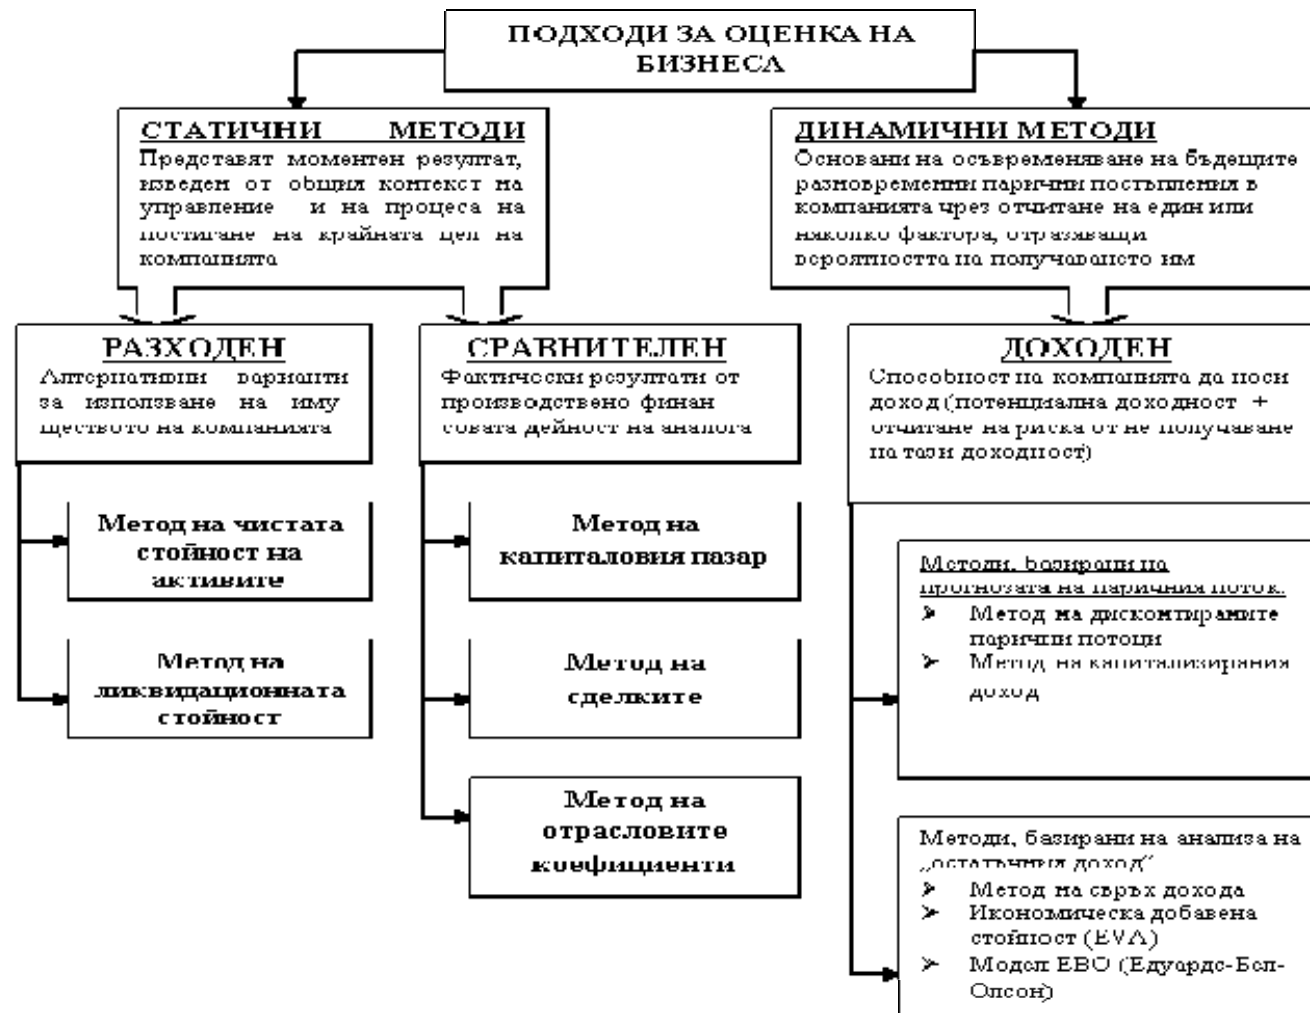 ПОДХОДИ ЗА ОЦЕНКА НА
БИЗНЕСА
СТАТИЧНИ МЕТОДИ
Представят моментен резултат,
изведен от общия контекст на
управление и на процеса на
постигане на крайната цел на
компанията
ДИНАМИЧНИ МЕТОДИ
Основани на осъвременяване на бъдещите
разновременни парични постъпления в
компанията чрез отчитане на един или
няколко фактора, отразяващи
вероятността на получаването им
РАЗХОДЕН
Алтернативни варианти
за използване на иму
ществото на компанията
СРАВНИТЕЛЕН
Фактически резултати от
производствено финан
совата дейност на аналога
ДОХОДЕН
Способност на компанията да носи
доход (потенциална доходност +
отчитане на риска от не получаване
на тази доходност)
Метод на чистата
стойност на
активите
Метод на
ликвидационната
стойност
Метод на
капиталовия пазар
Метод на
сделките
Метод на
отрасловите
коефициенти
Методи, базирани на
прогнозата на паричния поток:
➢ Метод на дисконтираните
парични потоци
➢ Метод на капитализирания
доход
Методи, базирани на анализа на
„остатъчния доход“
➢ Метод на свръх дохода
➢ Икономическа добавена
стойност (EVA)
➢ Модел ЕВО (Едуардс-Бел-
Олсон)